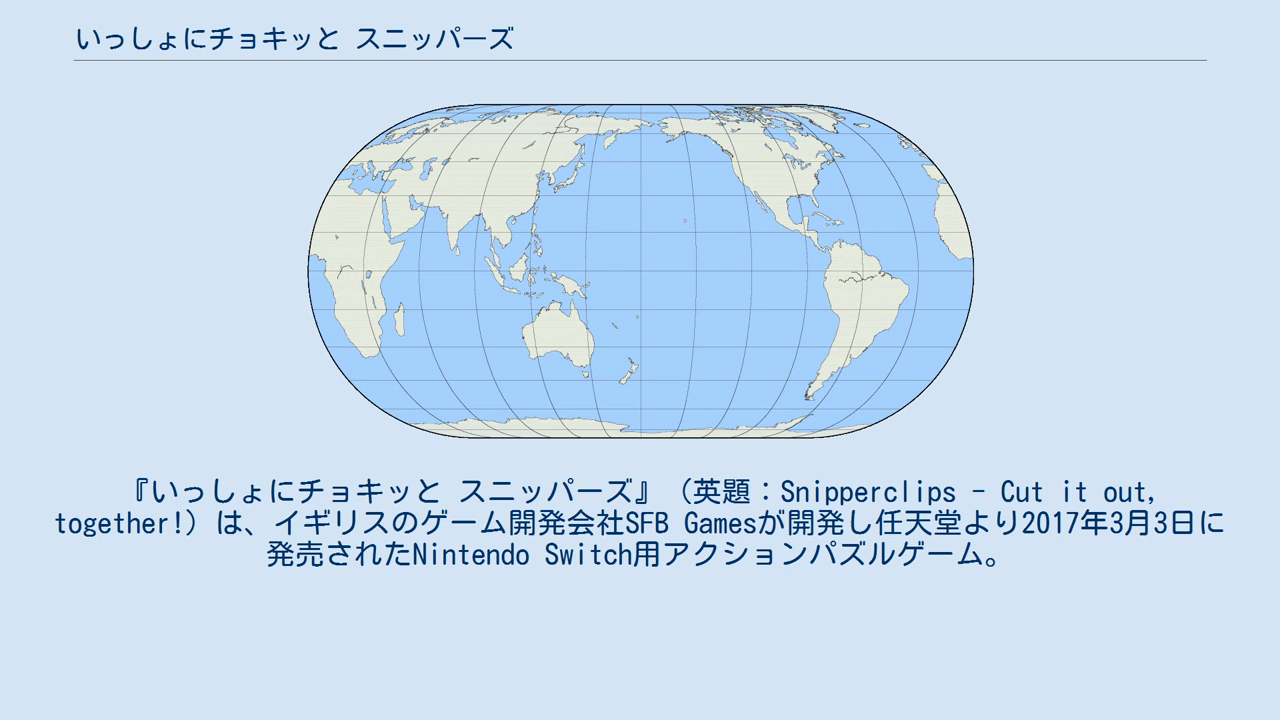 いっしょにチョキッと スニッパーズ
『いっしょにチョキッと スニッパーズ』（英題：Snipperclips - Cut it out,
together!）は、イギリスのゲーム開発会社SFB Gamesが開発し任天堂より2017年3月3日に
発売されたNintendo Switch用アクションパズルゲーム。